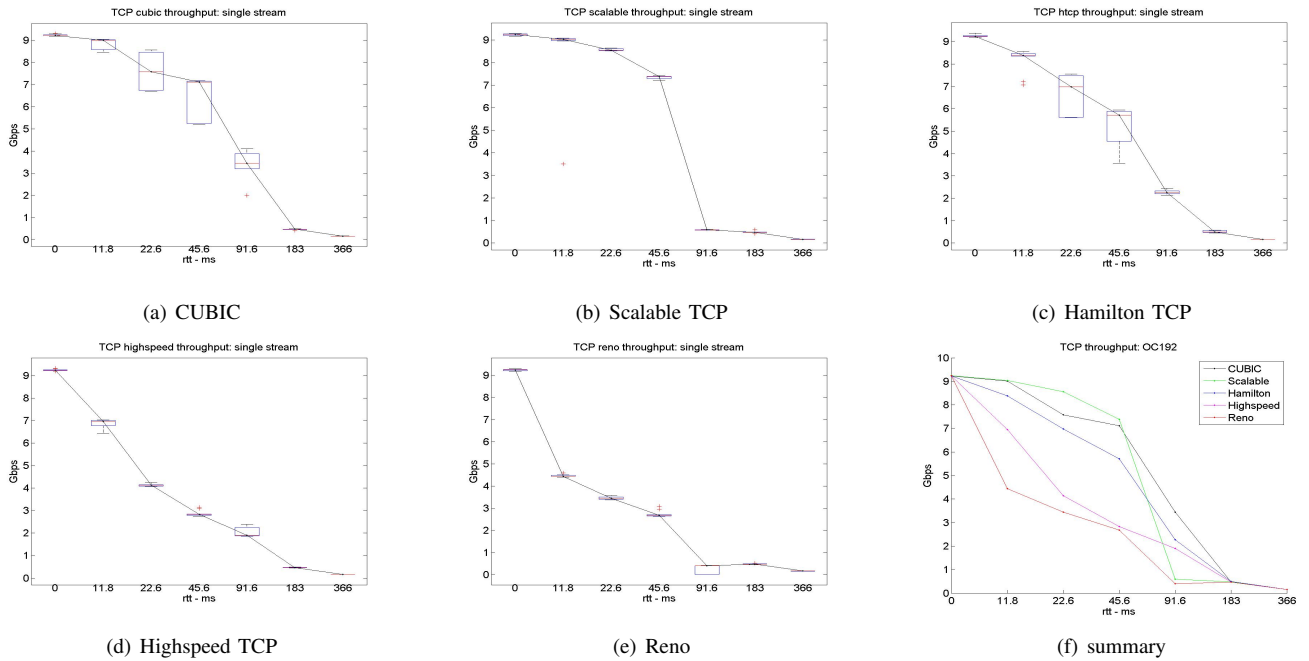 TCP cubic throughput: single stream
Gbps
9
8
7
6
5
4
3
2
1
0
0 11.8 22.6 45.6 91.6 183 366
rtt - ms
(a) CUBIC
TCP scalable throughput: single stream
Gbps
9
8
7
6
5
4
3
2
1
0
0 11.8 22.6 45.6 91.6 183 366
rtt - ms
(b) Scalable TCP
TCP htcp throughput: single stream
Gbps
9
8
7
6
5
4
3
2
1
0
0 11.8 22.6 45.6 91.6 183 366
rtt - ms
(c) Hamilton TCP
TCP highspeed throughput: single stream
Gbps
9
8
7
6
5
4
3
2
1
0
0 11.8 22.6 45.6 91.6 183 366
rtt - ms
(d) Highspeed TCP
TCP reno throughput: single stream
Gbps
9
8
7
6
5
4
3
2
1
0
0 11.8 22.6 45.6 91.6 183 366
rtt - ms
(e) Reno
TCP throughput: OC192
Gbps
10
9
8
7
6
5
4
3
2
1
0
CUBIC
Scalable
Hamilton
Highspeed
Reno
0 11.8 22.6 45.6 91.6 183 366
rtt - ms
(f) summary